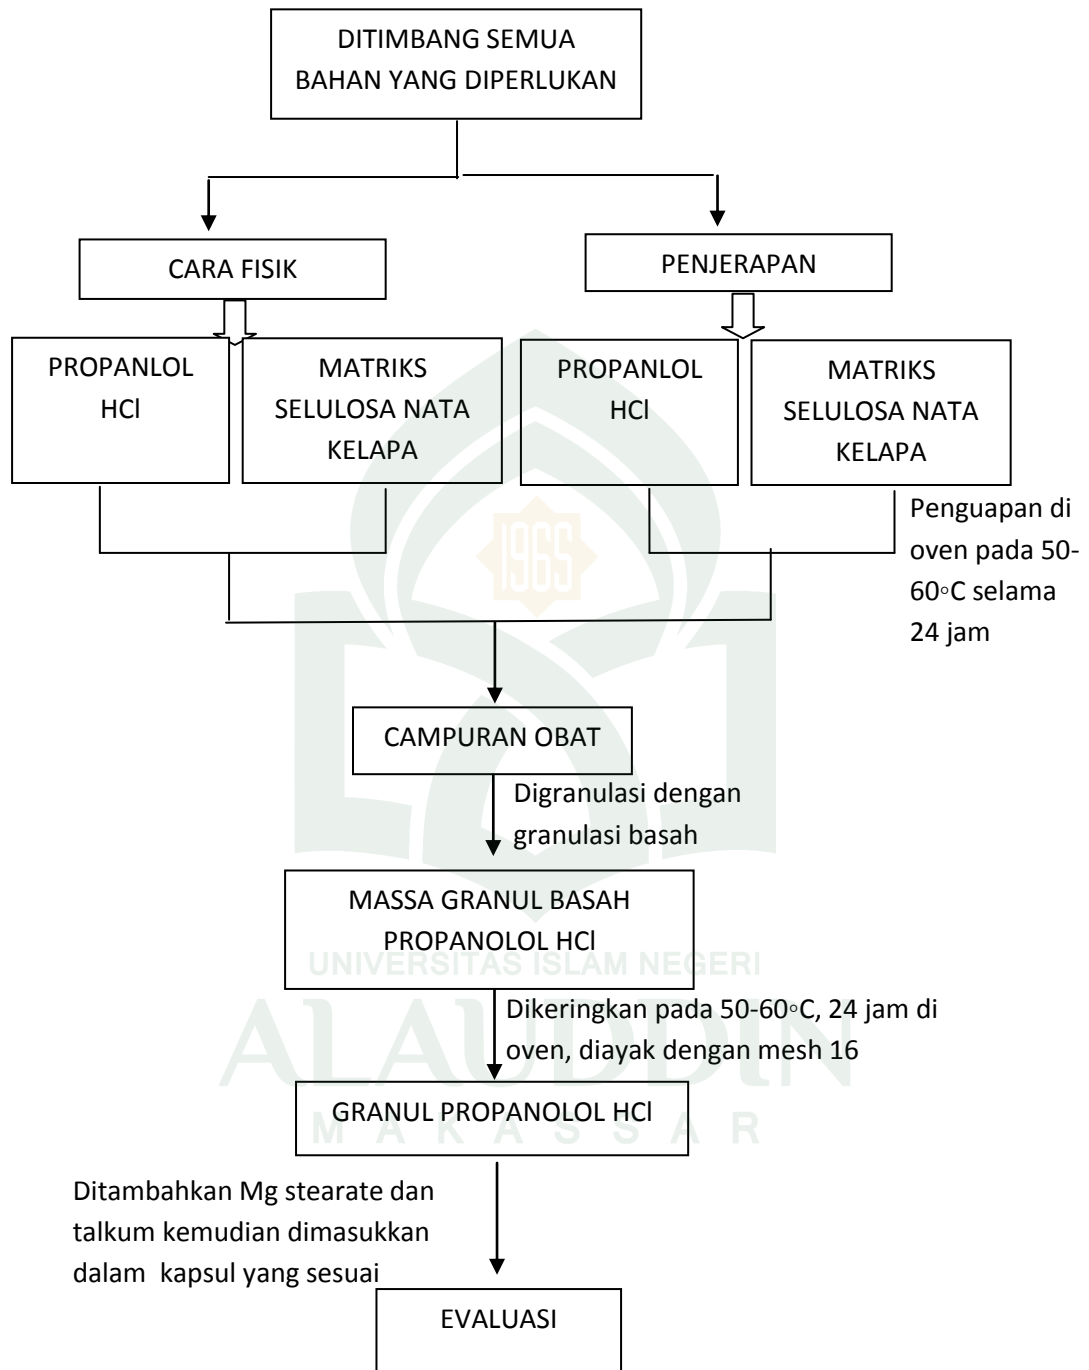 DITIMBANG SEMUA
BAHAN YANG DIPERLUKAN
CARA FISIK
PENJERAPAN
PROPANLOL
HCl
MATRIKS
SELULOSA NATA
KELAPA
PROPANLOL
HCl
MATRIKS
SELULOSA NATA
KELAPA
Penguapan di
oven pada 50-
60◦C selama
24 jam
1965
CAMPURAN OBAT
Digranulasi dengan
granulasi basah
MASSA GRANUL BASAH
PROPANOLOL HCl
UNIVERSITAS ISLAM NEGERI
ALAUDDIN
Dikeringkan pada 50-60◦C, 24 jam di
oven, diayak dengan mesh 16
GRANUL PROPANOLOL HCl
MAKASSAR
Ditambahkan Mg stearate dan
talkum kemudian dimasukkan
dalam kapsul yang sesuai
EVALUASI